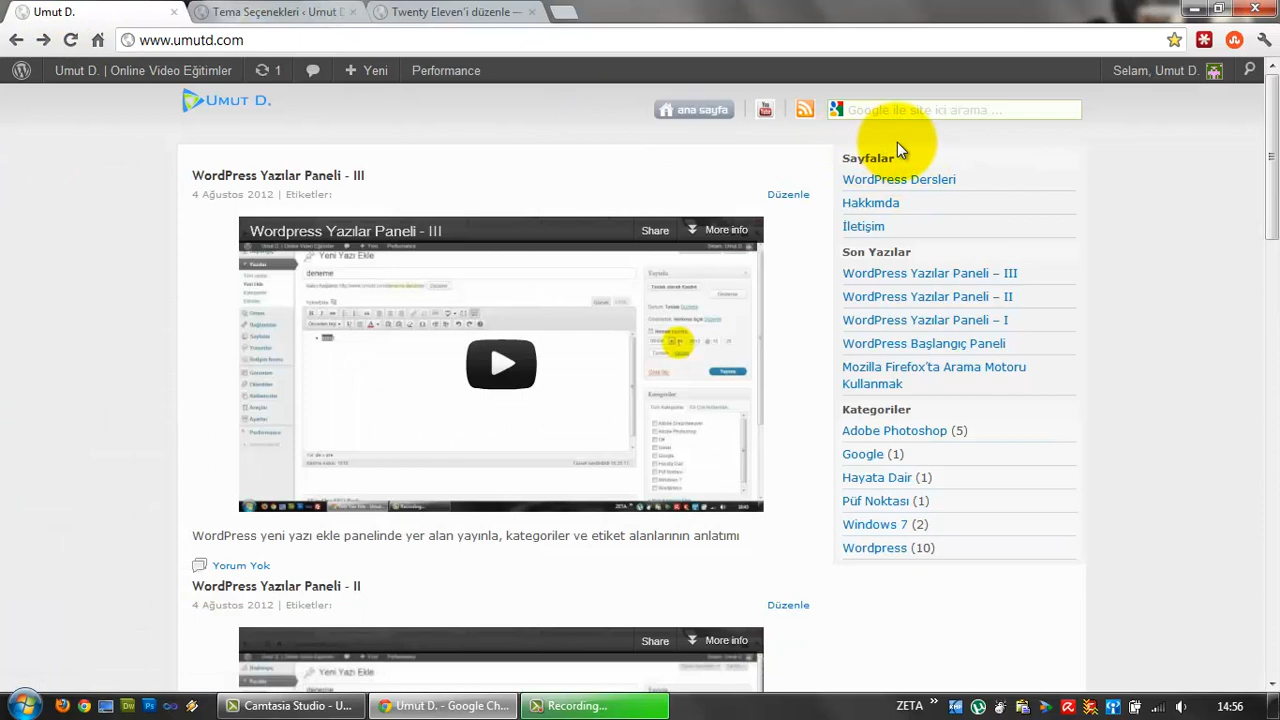 Umut D.
Tema Seçenekleri ‹ Umut D
Twenty Eleven'i düzenle —
www.umutd.com
Umut D. | Online Video Eğitimler
1
Yeni
Performance
Selam, Umut D.
UMUT D.
ana sayfa
You Tube
Google ile site içi arama ...
WordPress Yazılar Paneli - III
4 Ağustos 2012 | Etiketler:
Düzenle
Wordpress Yazılar Paneli - III
Share
More info
Yeni Yazı Ekle
deneme
WordPress yeni yazı ekle panelinde yer alan yayınla, kategoriler ve etiket alanlarının anlatımı
Yorum Yok
WordPress Yazılar Paneli - II
4 Ağustos 2012 | Etiketler:
Düzenle
Share
More info
Yeni Yazı Ekle
Sayfalar
WordPress Dersleri
Hakkımda
İletişim
Son Yazılar
WordPress Yazılar Paneli – III
WordPress Yazılar Paneli – II
WordPress Yazılar Paneli – I
WordPress Başlangıç Paneli
Mozilla Firefox'ta Arama Motoru
Kullanmak
Kategoriler
Adobe Photoshop (5)
Google (1)
Hayata Dair (1)
Püf Noktası (1)
Windows 7 (2)
Wordpress (10)
Camtasia Studio - U...
Umut D. - Google Ch...
Recording...
ZETA
14:56